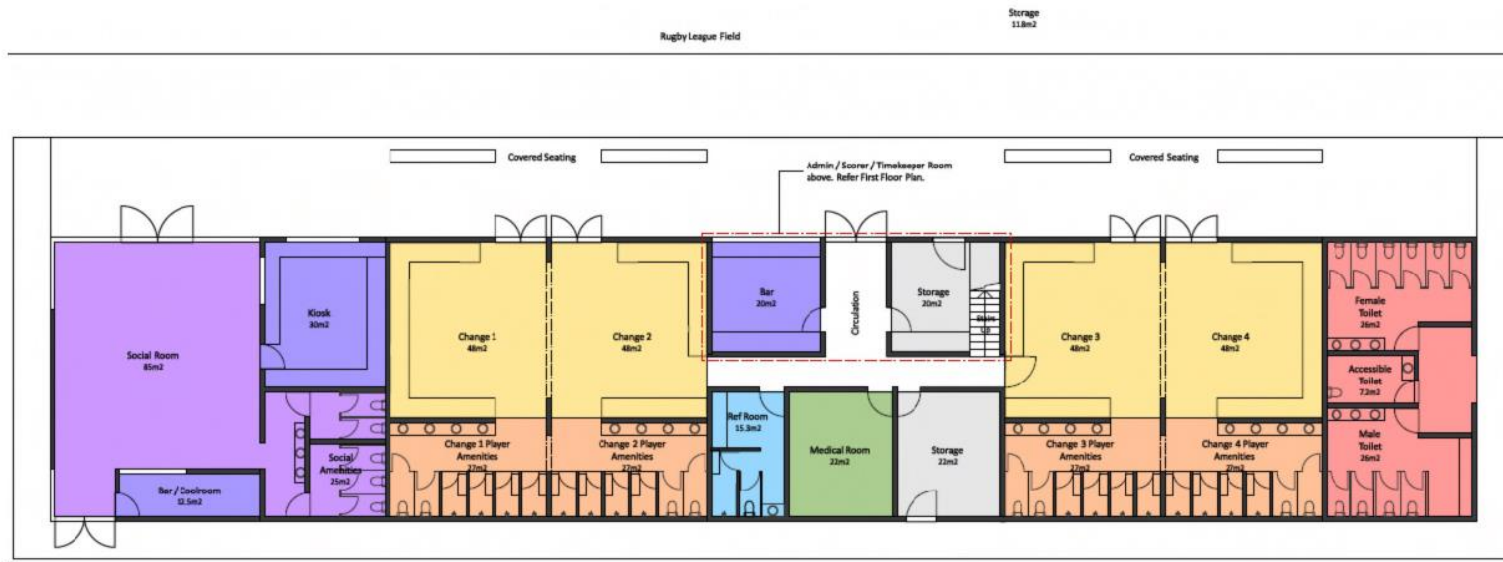 Storage
11.8m2
Rugby League Field
Covered Seating
Admin / Scorer / Timekeeper Room
above. Refer First Floor Plan.
Covered Seating
Social Room
85m2
Kiosk
30m2
Change 1
48m2
Change 2
48m2
Bar
20m2
Circulation
Storage
20m2
Stairs
Up
Change 3
48m2
Change 4
48m2
Female
Toilet
26m2
Accessible
Toilet
7.2m2
Male
Toilet
26m2
Bar / Coolroom
12.5m2
Social
Amenities
25m2
Change 1 Player
Amenities
27m2
Change 2 Player
Amenities
27m2
Ref Room
15.3m2
Medical Room
22m2
Storage
22m2
Change 3 Player
Amenities
27m2
Change 4 Player
Amenities
27m2